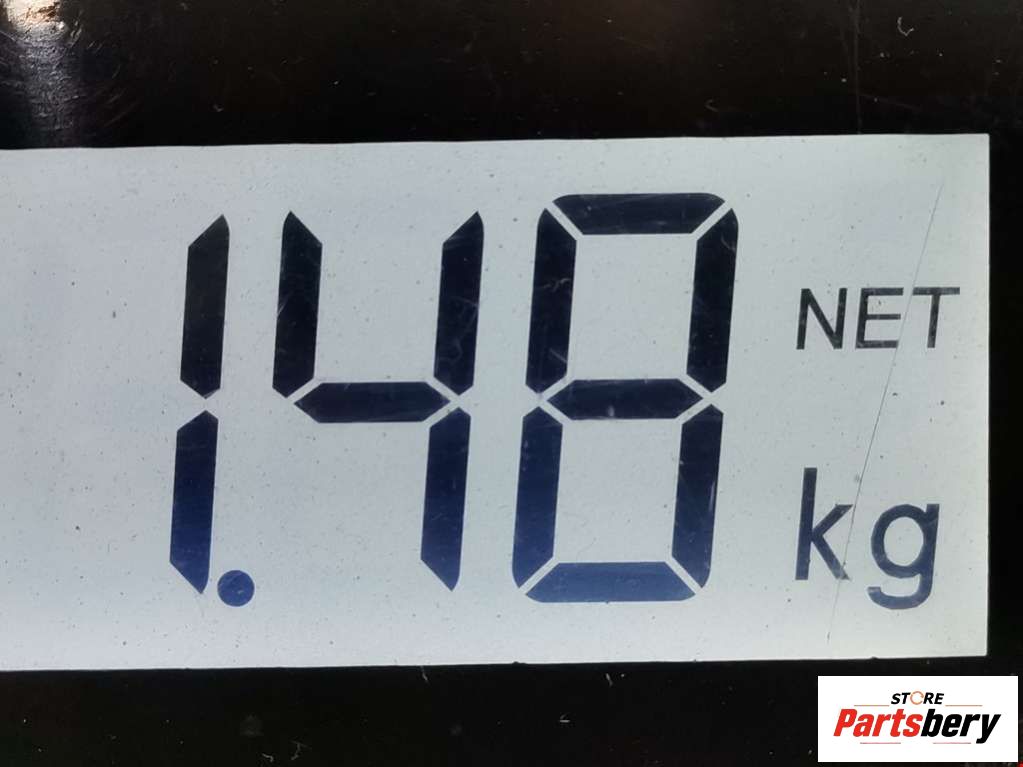 1.48 NET
kg
STORE
Partsbery